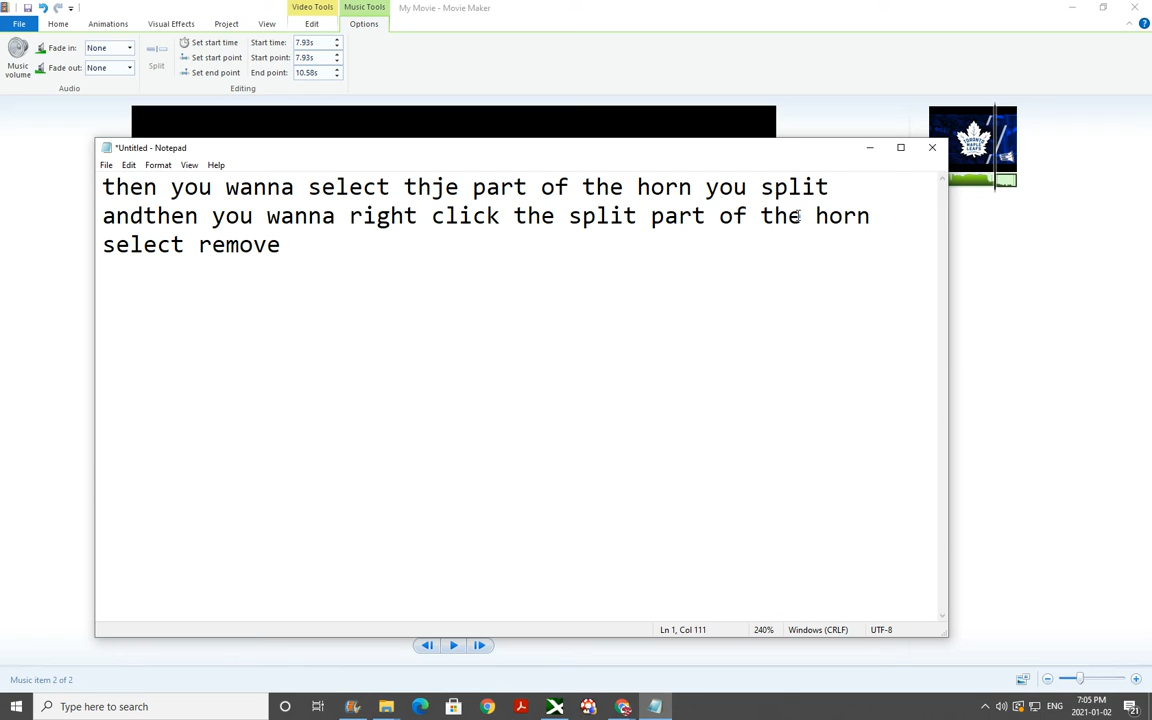 Video Tools
Music Tools
My Movie - Movie Maker
File
Home
Animations
Visual Effects
Project
View
Edit
Options
Music volume
Fade in: None
Fade out: None
Split
Set start time
Set start point
Set end point
Start time: 7.93s
Start point: 7.93s
End point: 10.58s
Audio
Editing
*Untitled - Notepad
File Edit Format View Help
then you wanna select thje part of the horn you split
andthen you wanna right click the split part of the horn
select remove
Ln 1, Col 111
240%
Windows (CRLF)
UTF-8
TORONTO
MAPLE
LEAFS
Music item 2 of 2
Type here to search
ENG
7:05 PM
2021-01-02
21